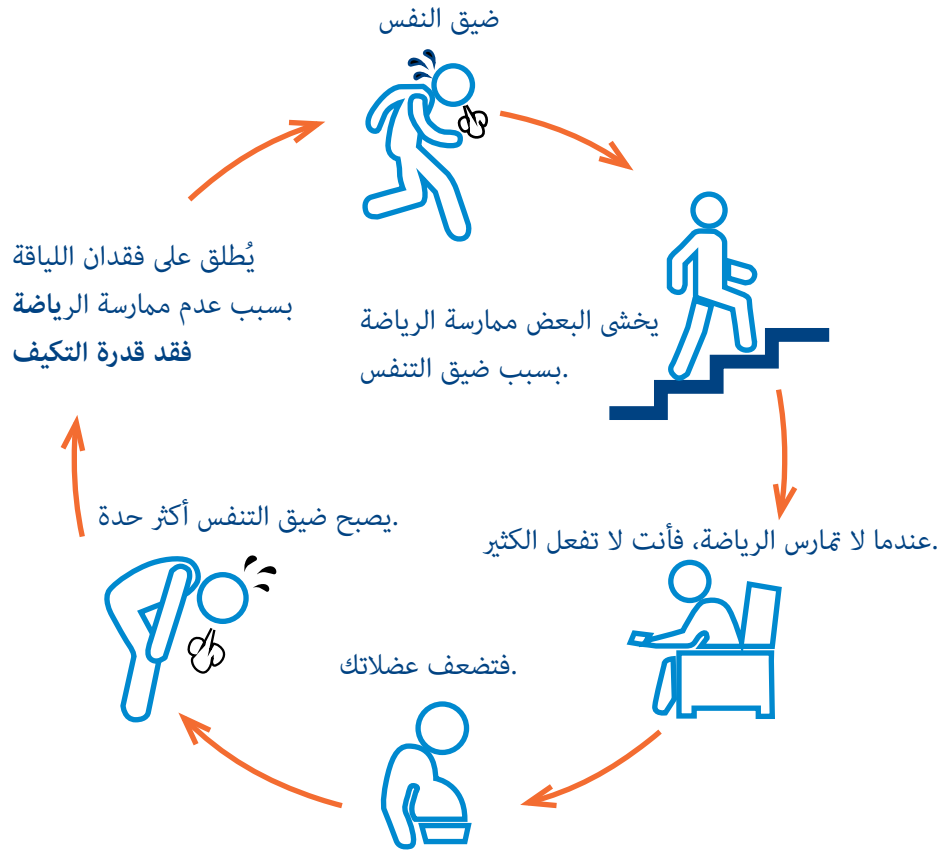 ضيق النفس
يخشى البعض ممارسة الرياضة
بسبب ضيق التنفس.
عندما لا تمارس الرياضة، فأنت لا تفعل الكثير.
فتضعف عضلاتك.
يصبح ضيق التنفس أكثر حدة.
يُطلق على فقدان اللياقة
بسبب عدم ممارسة الرياضة
فقد قدرة التكيف